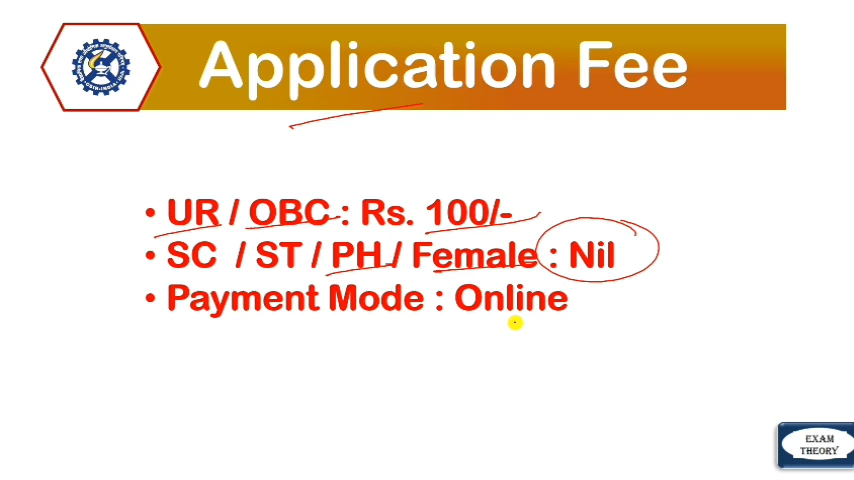 Application Fee
• UR / OBC : Rs. 100/-
• SC / ST / PH / Female : Nil
• Payment Mode : Online
EXAM
THEORY